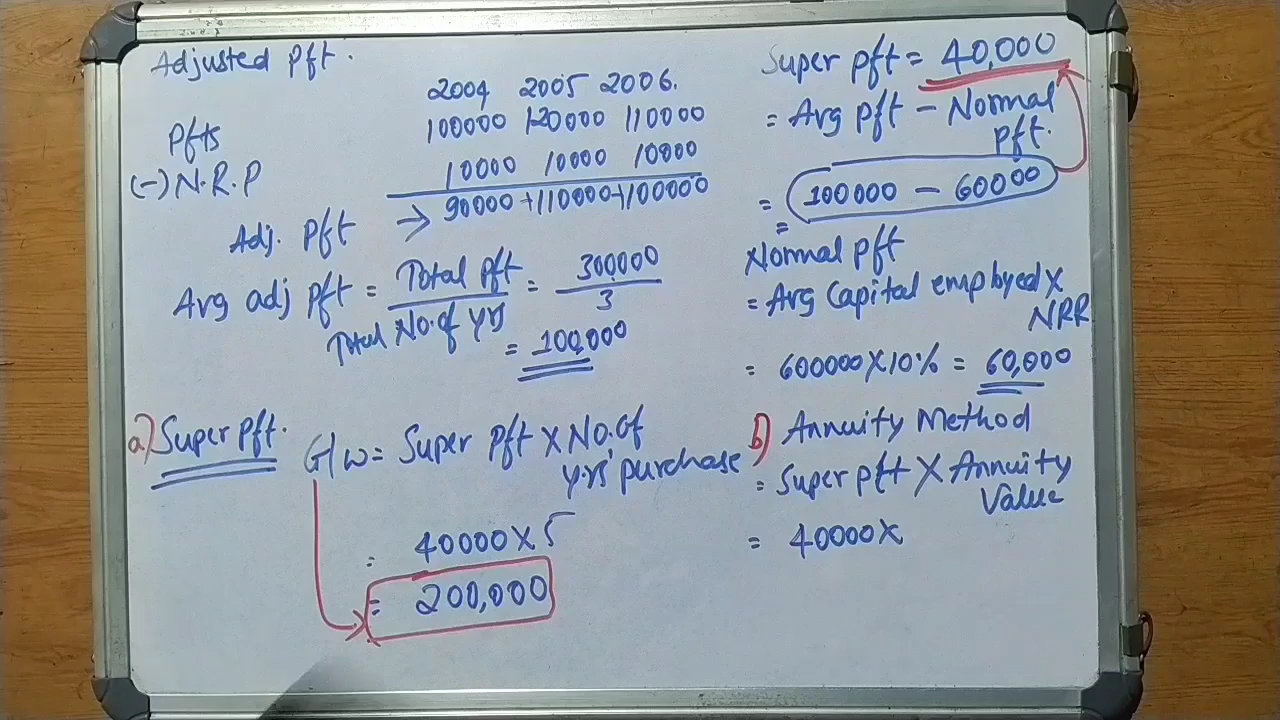 Adjusted Pft.
2004 2005 2006.
Pfts 100000 120000 110000
(-) N.R.P 10000 10000 10000
Adj. Pft → 90000+110000+100000
Avg adj pft = Total pft / Total No. of yrs = 300,000 / 3
= 100,000
a) Super pft.
G/w = Super pft X No. of
yrs' purchase
= 40000 X 5
= 200,000
Super pft = 40,000
= Avg pft - Normal
pft.
= 100000 - 60000
=
Normal pft
= Avg Capital employed X
NRR
= 600000 X 10% = 60,000
b) Annuity Method
= Super pft X Annuity
Value
= 40000 X